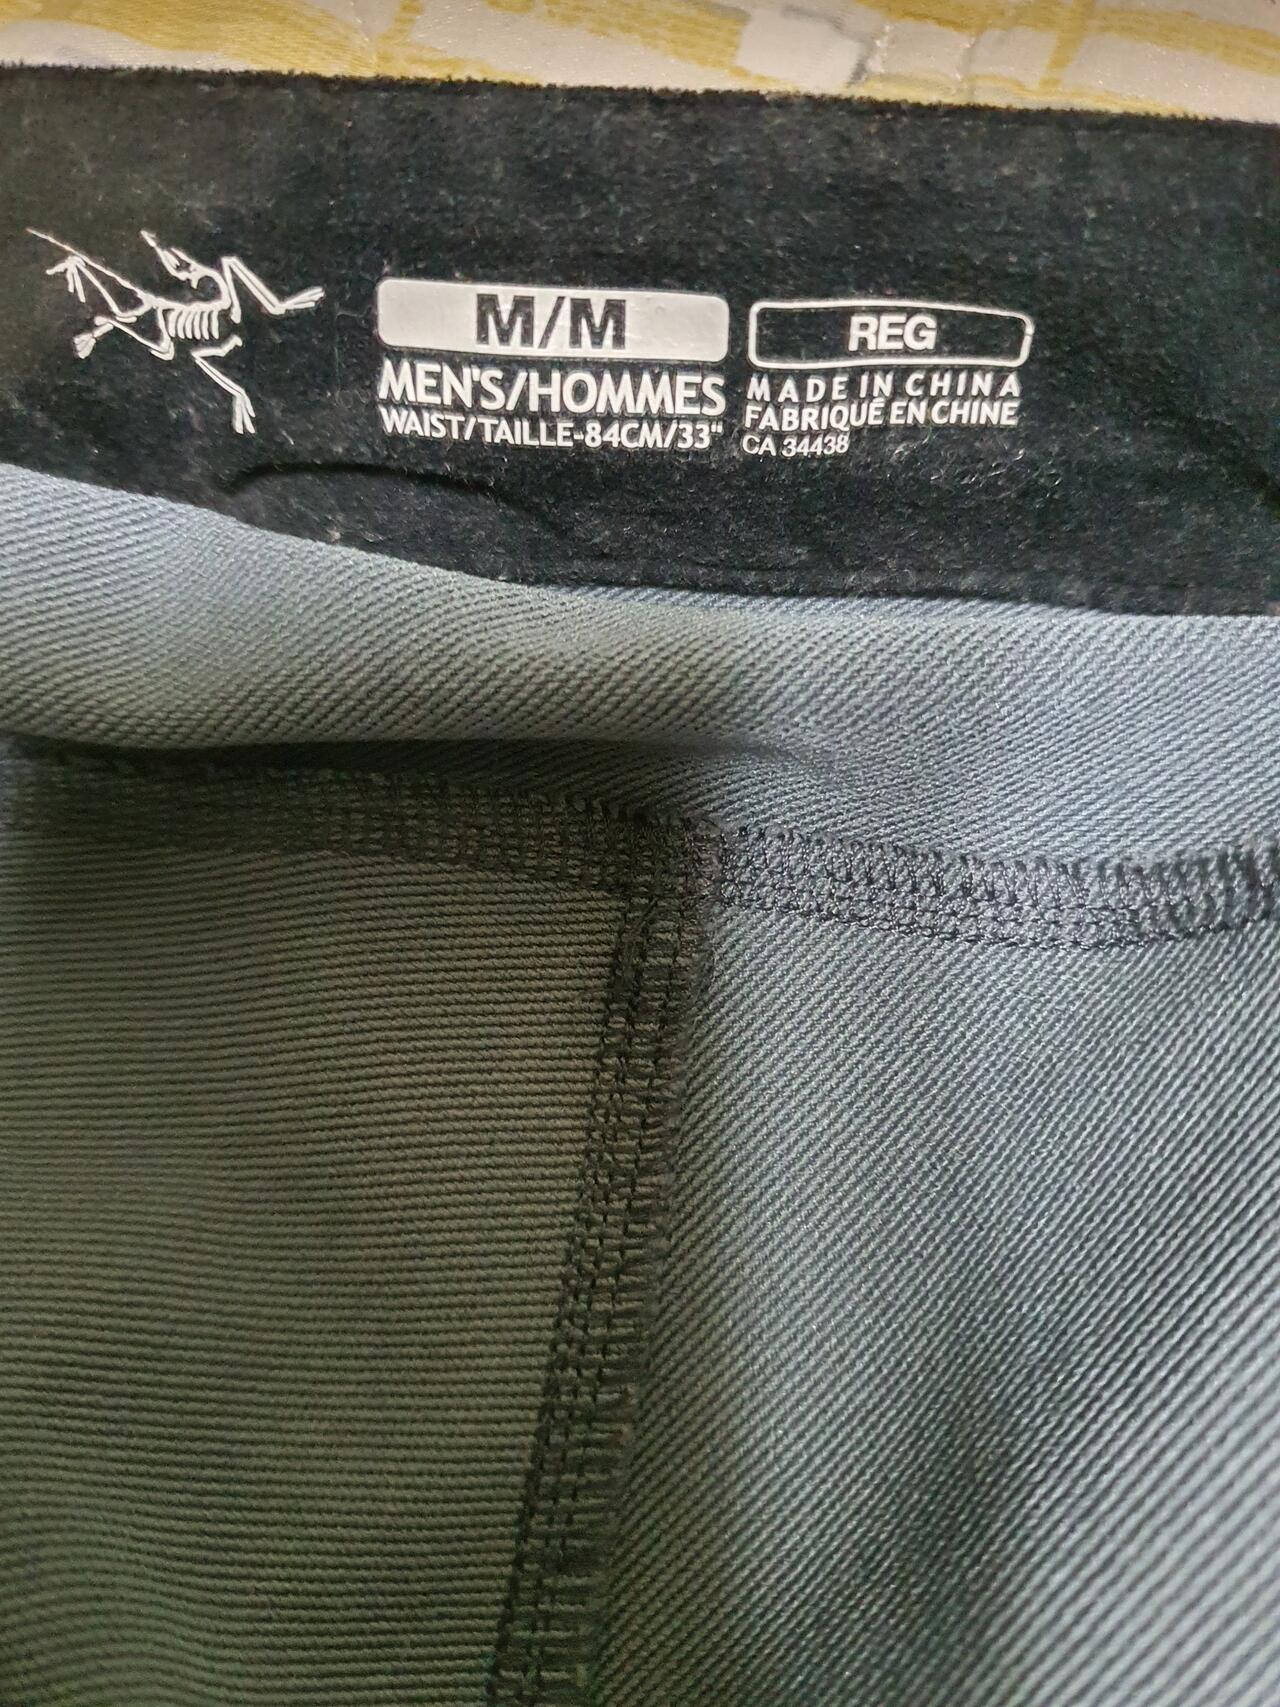 M/M
MEN'S/HOMMES
WAIST/TAILLE-84CM/33"
REG
MADE IN CHINA
FABRIQUÉ EN CHINE
CA 34438